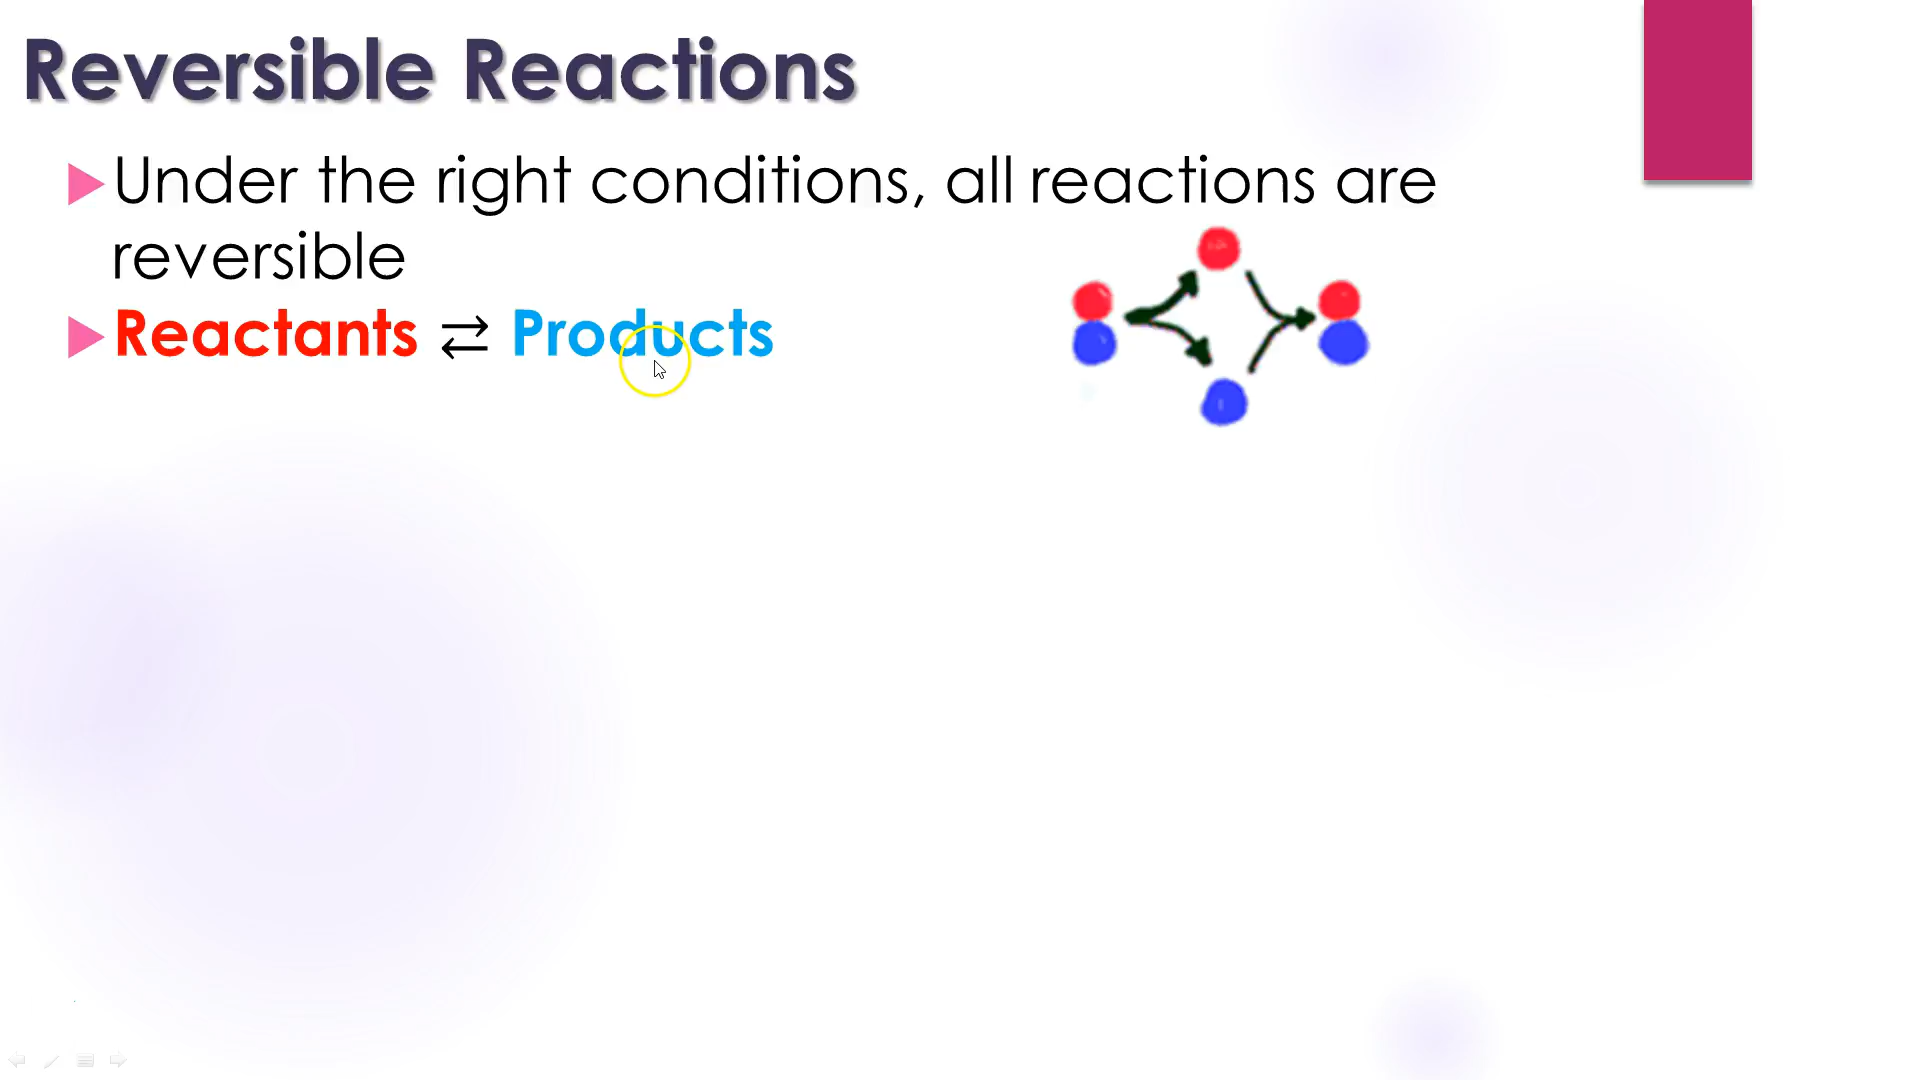 Reversible Reactions
Under the right conditions, all reactions are
reversible
Reactants ⇄ Products